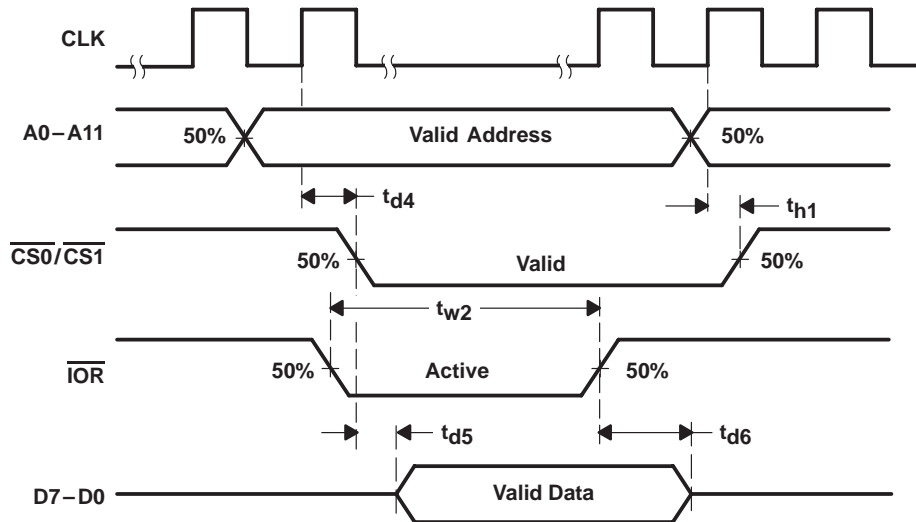 CLK
A0–A11
50%
Valid Address
50%
td4
th1
CS0/CS1
50%
Valid
50%
tw2
IOR
50%
Active
50%
td5
td6
D7–D0
Valid Data